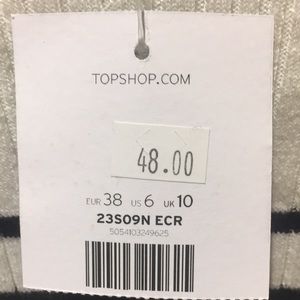 TOPSHOP.COM
48.00
EUR 38 US 6 UK 10
23S09N ECR
5054103249625